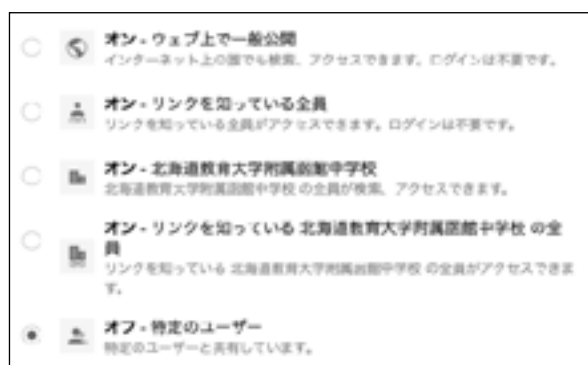 オン - ウェブ上で一般公開
インターネット上の誰でも検索、アクセスできます。ログインは不要です。
オン - リンクを知っている全員
リンクを知っている全員がアクセスできます。ログインは不要です。
オン - 北海道教育大学附属函館中学校
北海道教育大学附属函館中学校 の全員が検索、アクセスできます。
オン - リンクを知っている 北海道教育大学附属函館中学校 の全
員
リンクを知っている 北海道教育大学附属函館中学校 の全員がアクセスできま
す。
オフ - 特定のユーザー
特定のユーザーと共有しています。